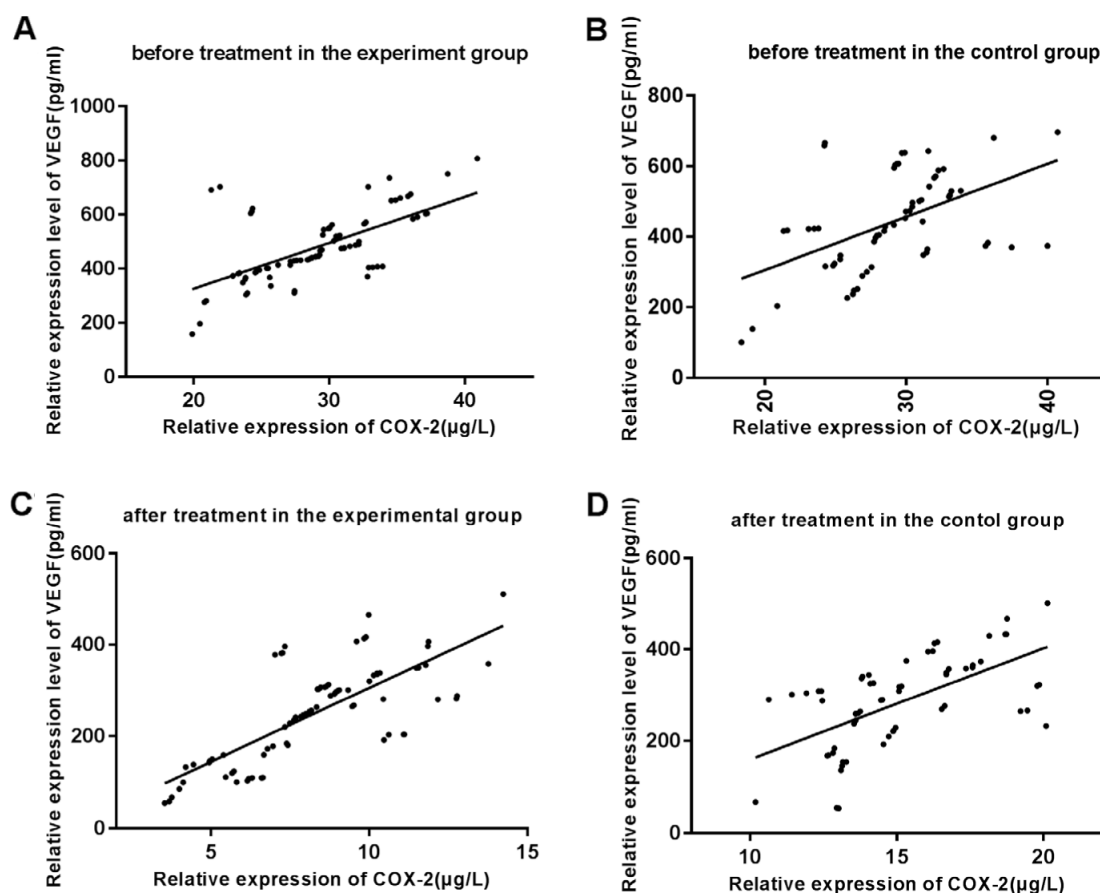 A
before treatment in the experiment group
Relative expression level of VEGF(pg/ml)
1000
800
600
400
200
0
20
30
40
Relative expression of COX-2(µg/L)
B
before treatment in the control group
Relative expression level of VEGF(pg/ml)
800
600
400
200
0
20
30
40
Relative expression of COX-2(µg/L)
C
after treatment in the experimental group
Relative expression level of VEGF(pg/ml)
600
400
200
0
5
10
15
Relative expression of COX-2(µg/L)
D
after treatment in the contol group
Relative expression level of VEGF(pg/ml)
600
400
200
0
10
15
20
Relative expression of COX-2(µg/L)